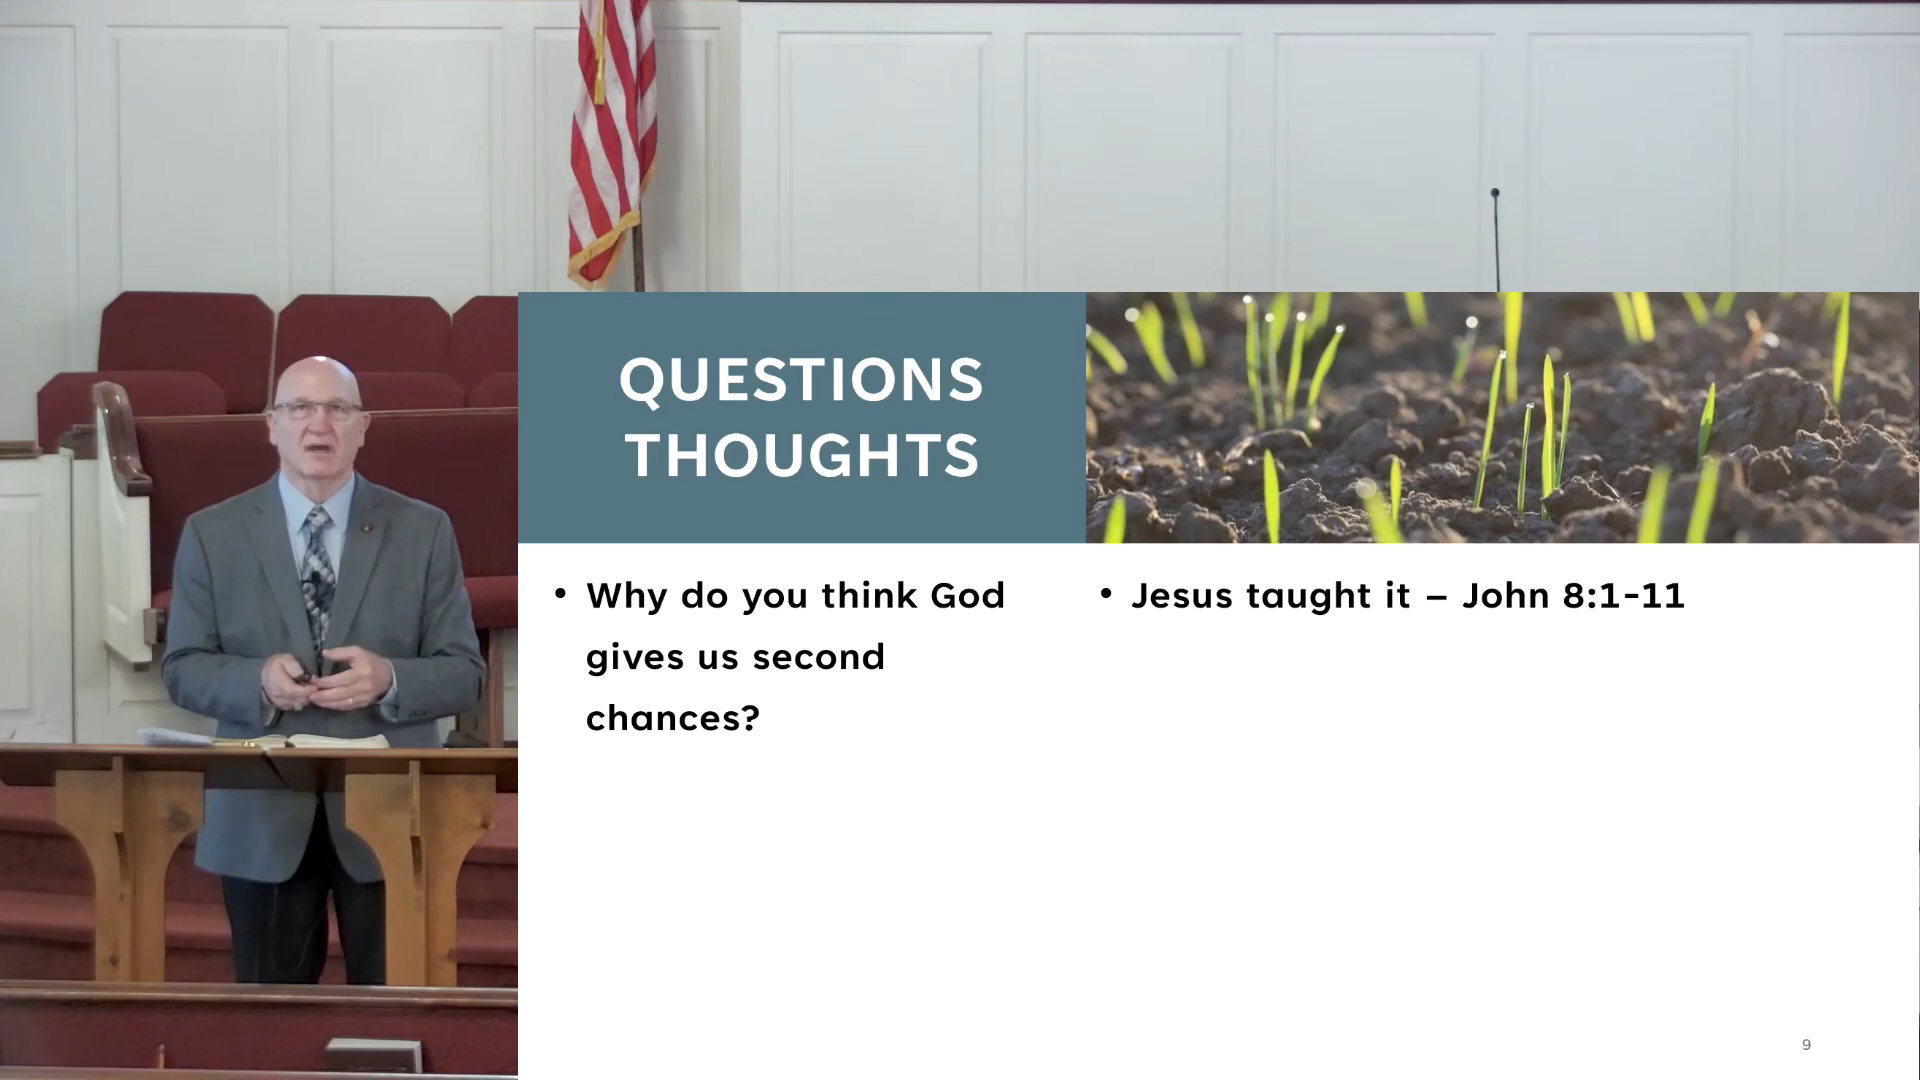 QUESTIONS
THOUGHTS
• Why do you think God
gives us second
chances?
• Jesus taught it – John 8:1-11
9